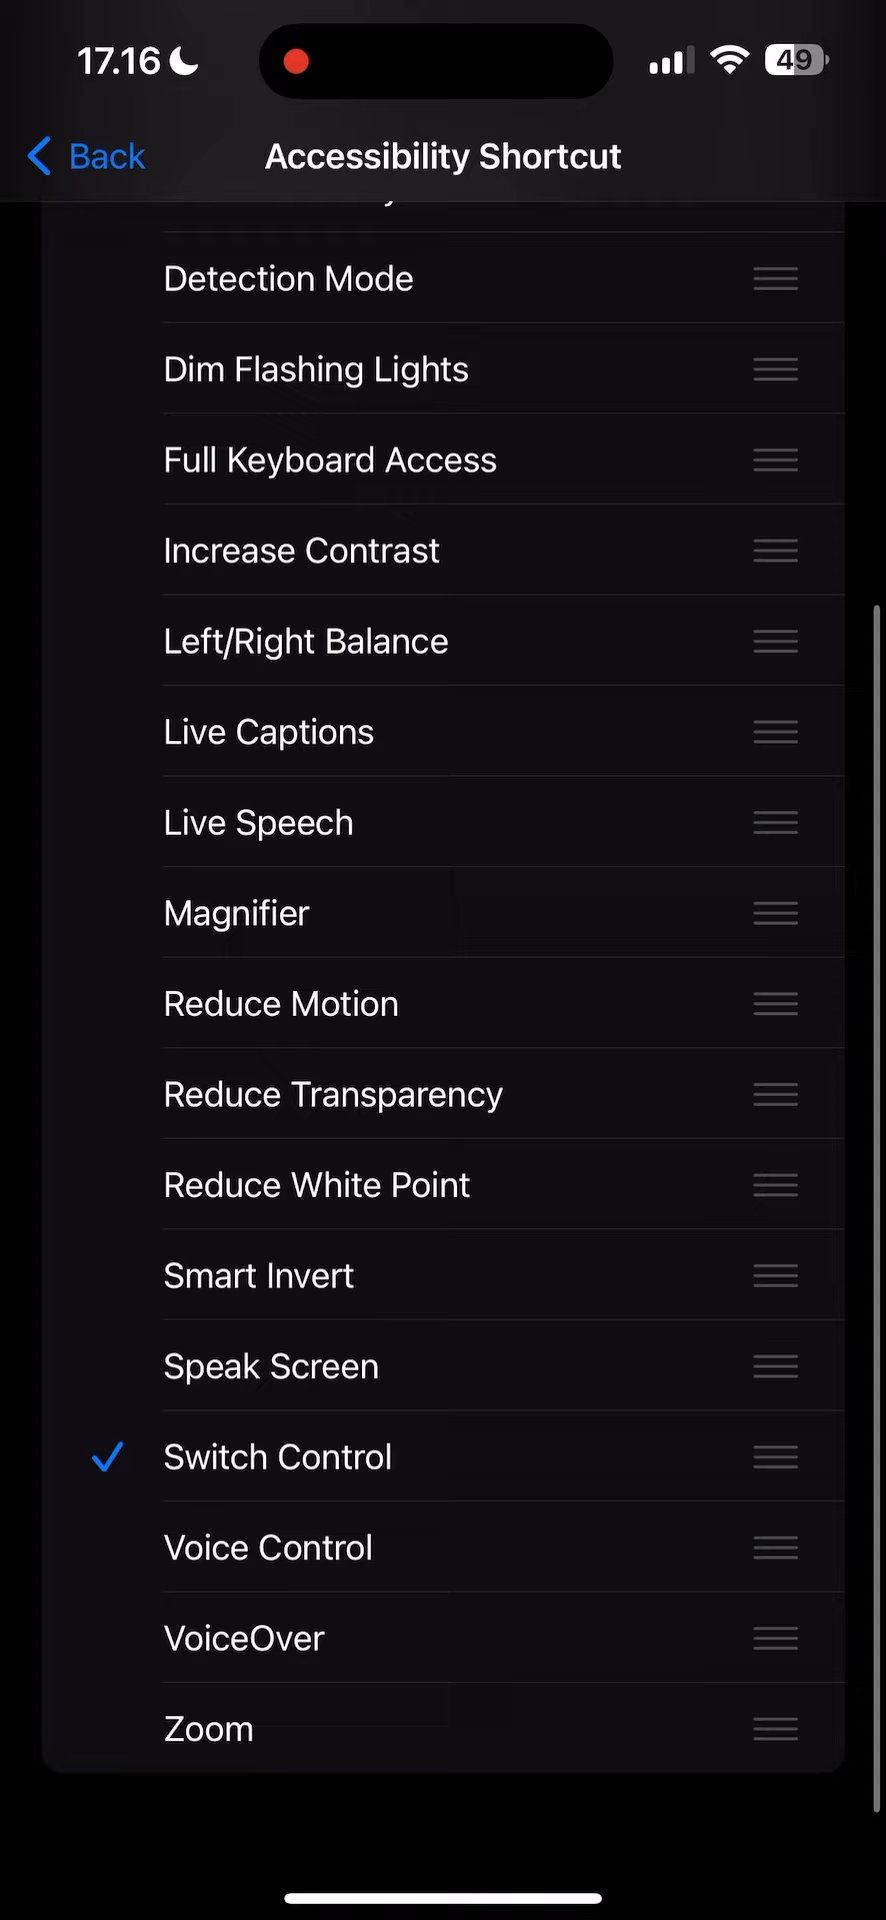 17.16
49
Back
Accessibility Shortcut
Detection Mode
Dim Flashing Lights
Full Keyboard Access
Increase Contrast
Left/Right Balance
Live Captions
Live Speech
Magnifier
Reduce Motion
Reduce Transparency
Reduce White Point
Smart Invert
Speak Screen
Switch Control
Voice Control
VoiceOver
Zoom